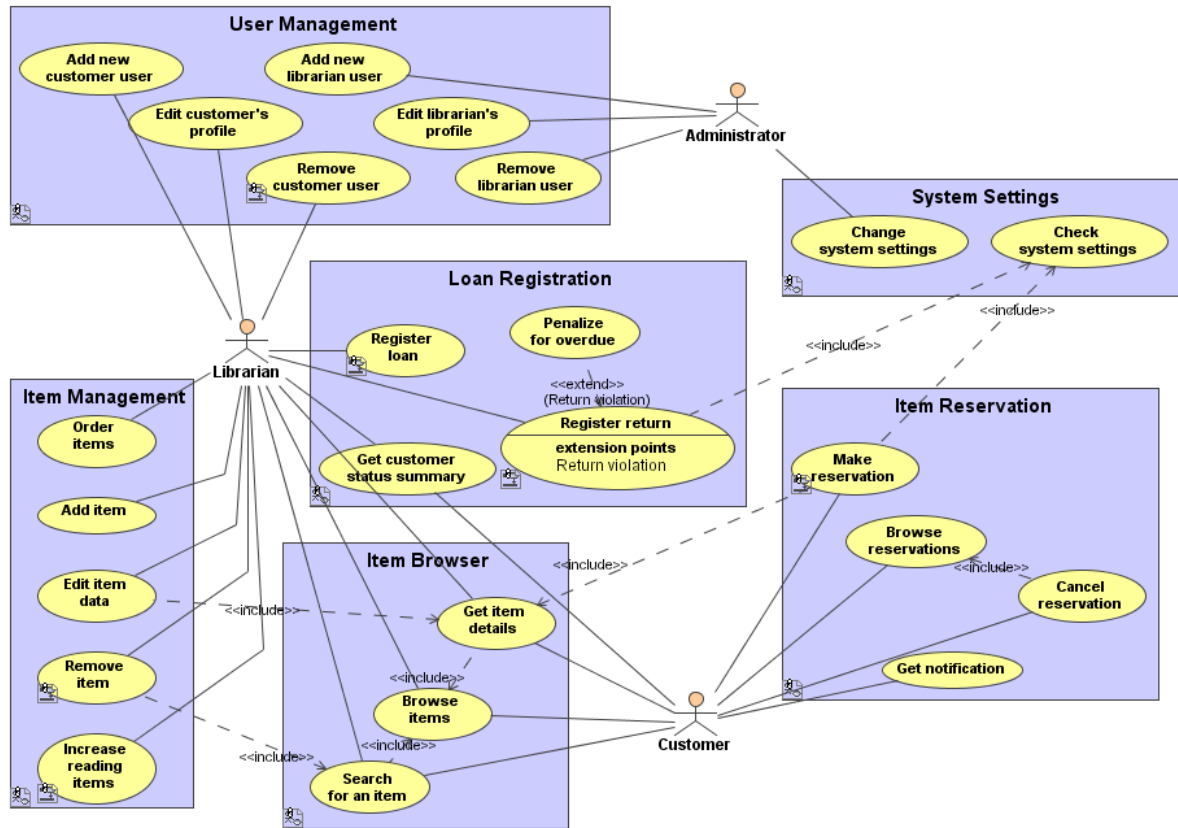 User Management
Add new
customer user
Add new
librarian user
Edit customer's
profile
Edit librarian's
profile
Remove
customer user
Remove
librarian user
Administrator
System Settings
Change
system settings
Check
system settings
<<include>>
<<include>>
Loan Registration
Register
loan
Penalize
for overdue
<<extend>>
(Return violation)
Register return
extension points
Return violation
Get customer
status summary
Librarian
Item Management
Order
items
Add item
Edit item
data
Remove
item
Increase
reading
items
<<include>>
<<include>>
Item Browser
Get item
details
<<include>>
Browse
items
<<include>>
Search
for an item
<<include>>
Customer
Item Reservation
Make
reservation
Browse
reservations
<<include>>
Cancel
reservation
Get notification